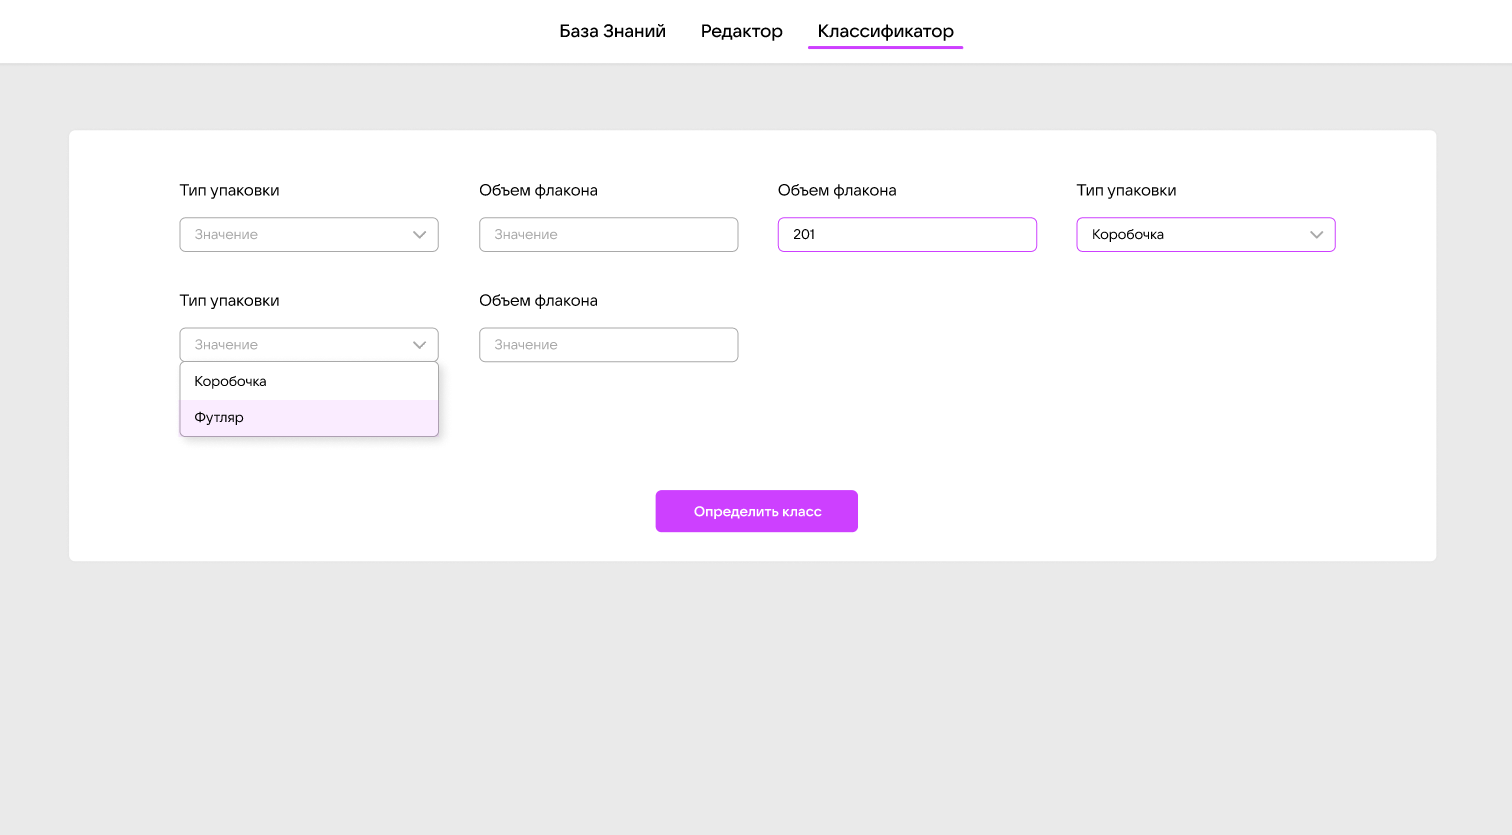 База Знаний
Редактор
Классификатор
Тип упаковки
Объем флакона
Объем флакона
Тип упаковки
Значение
Значение
201
Коробочка
Тип упаковки
Объем флакона
Значение
Значение
Коробочка
Футляр
Определить класс